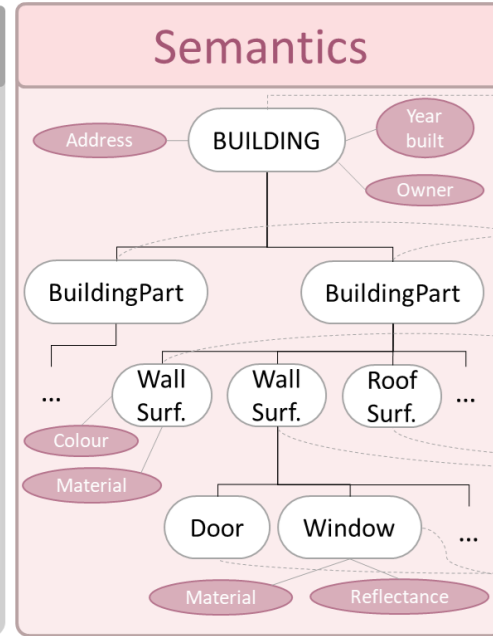 Semantics
Address
BUILDING
Year
built
Owner
BuildingPart
BuildingPart
...
Wall
Surf.
Wall
Surf.
Roof
Surf.
...
Colour
Material
Door
Window
...
Material
Reflectance